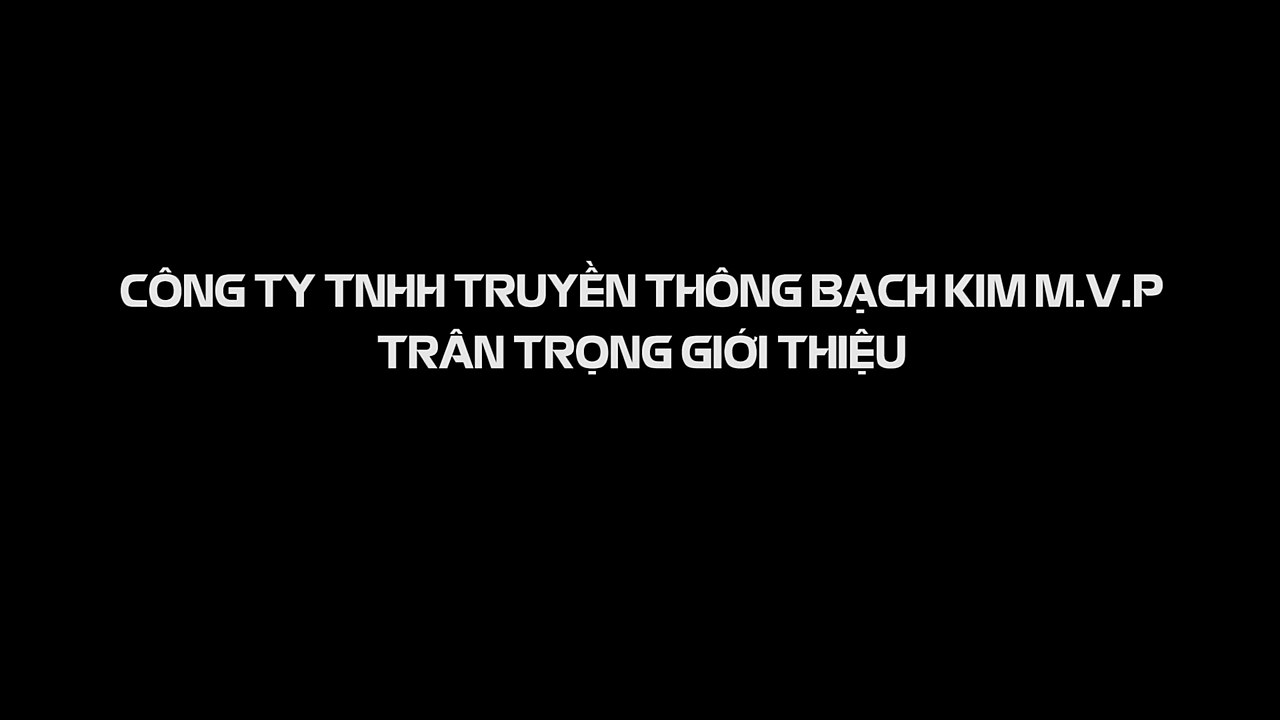 CÔNG TY TNHH TRUYỀN THÔNG BẠCH KIM M.V.P
TRÂN TRỌNG GIỚI THIỆU